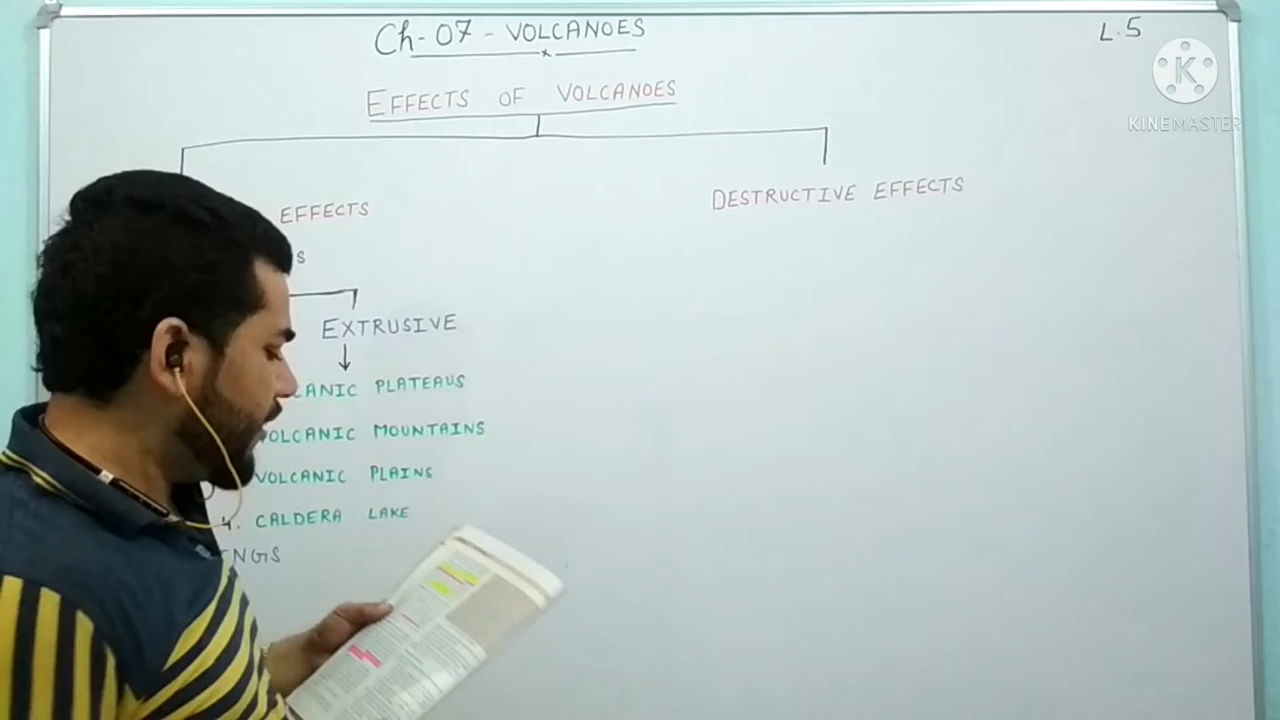 Ch-07 - VOLCANOES
L.5
KINEMASTER
EFFECTS OF VOLCANOES
DESTRUCTIVE EFFECTS
EFFECTS
EXTRUSIVE
PLATEAUS
VOLCANIC MOUNTAINS
VOLCANIC PLAINS
4. CALDERA LAKE